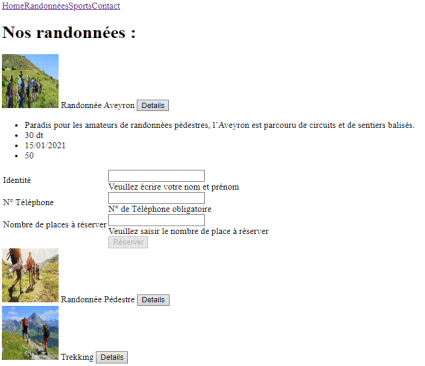 HomeRandonnéesSportsContact
Nos randonnées :
Randonnée Aveyron Details
Paradis pour les amateurs de randonnées pédestres, l'Aveyron est parcouru de circuits et de sentiers balisés.
30 dt
15/01/2021
50
Identité
Veuillez écrire votre nom et prénom
N° Téléphone
N° de Téléphone obligatoire
Nombre de places à réserver
Veuillez saisir le nombre de place à réserver
Réserver
Randonnée Pédestre Details
Trekking Details